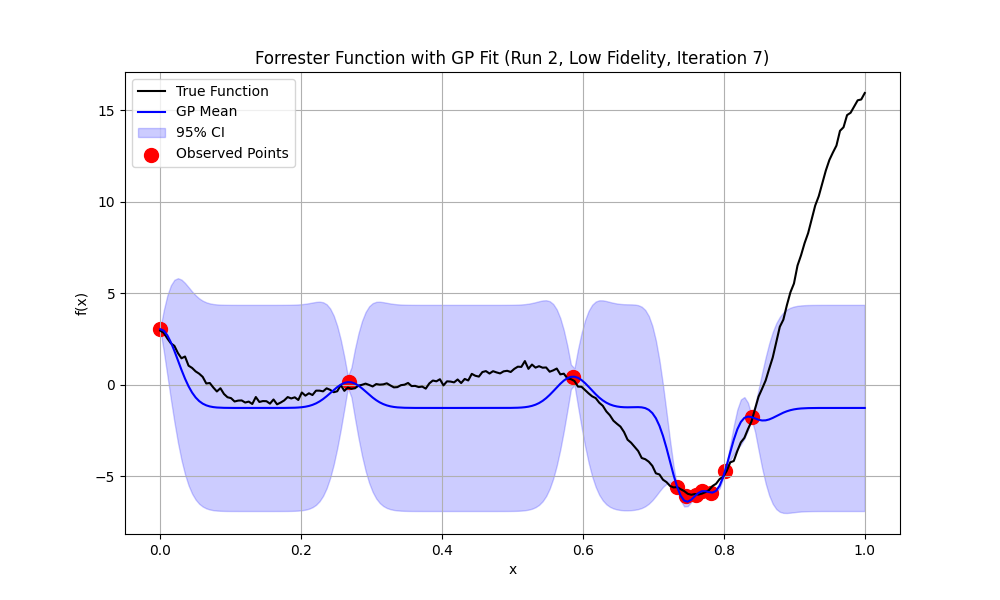 Forrester Function with GP Fit (Run 2, Low Fidelity, Iteration 7)
True Function
GP Mean
95% CI
Observed Points
f(x)
15
10
5
0
−5
0.0
0.2
0.4
0.6
0.8
1.0
x